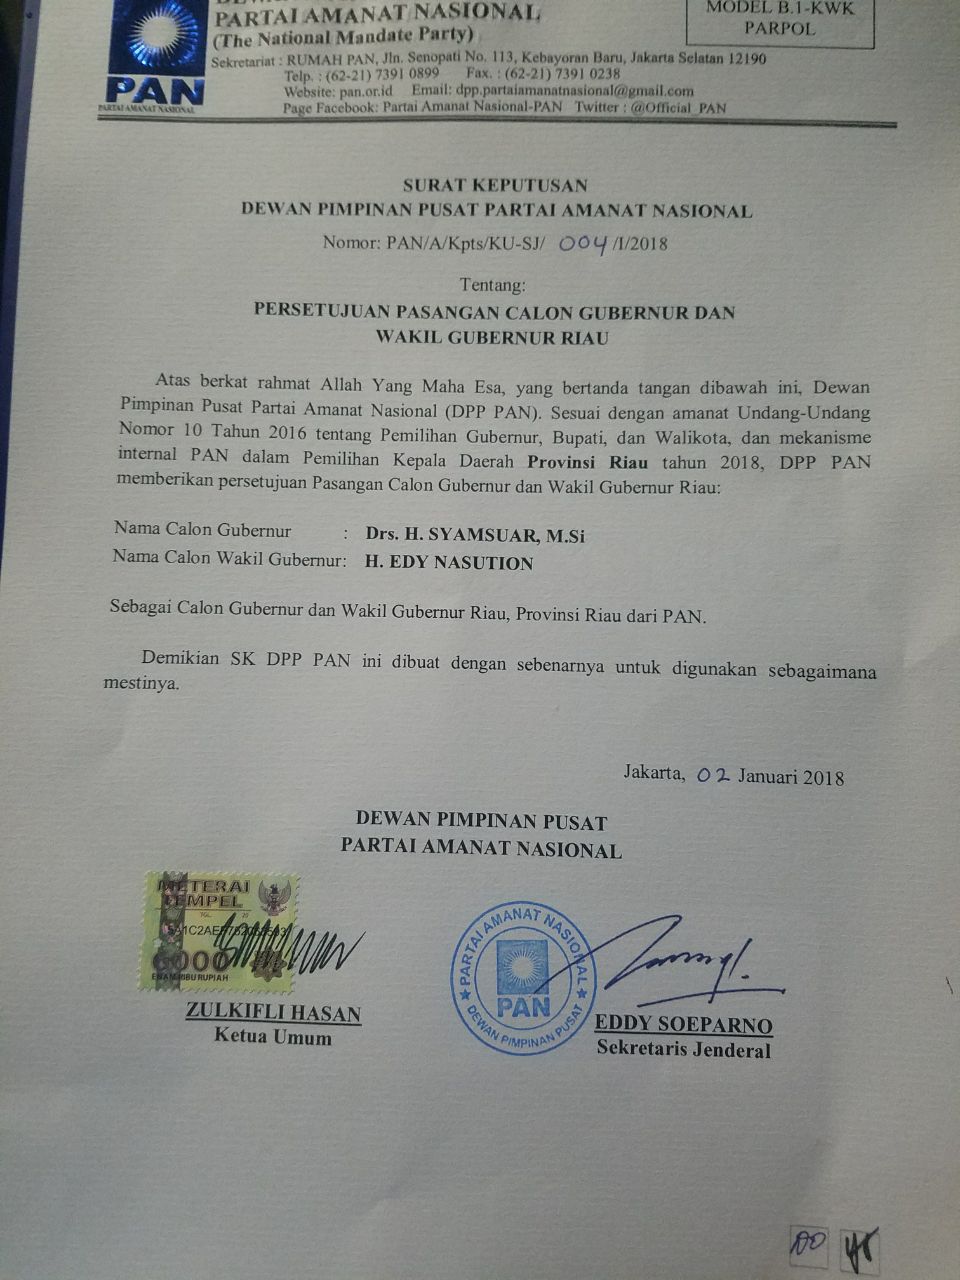 PARTAI AMANAT NASIONAL
(The National Mandate Party)
MODEL B.1-KWK
PARPOL
Sekretariat : RUMAH PAN, Jln. Senopati No. 113, Kebayoran Baru, Jakarta Selatan 12190
Telp. : (62-21) 7391 0899 Fax. : (62-21) 7391 0238
Website: pan.or.id Email: dpp.partaiamanatnasional@gmail.com
Page Facebook: Partai Amanat Nasional-PAN Twitter : @Official_PAN
PAN
PARTAI AMANAT NASIONAL
SURAT KEPUTUSAN
DEWAN PIMPINAN PUSAT PARTAI AMANAT NASIONAL
Nomor: PAN/A/Kpts/KU-SJ/ 004 /I/2018
Tentang:
PERSETUJUAN PASANGAN CALON GUBERNUR DAN
WAKIL GUBERNUR RIAU
Atas berkat rahmat Allah Yang Maha Esa, yang bertanda tangan dibawah ini, Dewan
Pimpinan Pusat Partai Amanat Nasional (DPP PAN). Sesuai dengan amanat Undang-Undang
Nomor 10 Tahun 2016 tentang Pemilihan Gubernur, Bupati, dan Walikota, dan mekanisme
internal PAN dalam Pemilihan Kepala Daerah Provinsi Riau tahun 2018, DPP PAN
memberikan persetujuan Pasangan Calon Gubernur dan Wakil Gubernur Riau:
Nama Calon Gubernur : Drs. H. SYAMSUAR, M.Si
Nama Calon Wakil Gubernur: H. EDY NASUTION
Sebagai Calon Gubernur dan Wakil Gubernur Riau, Provinsi Riau dari PAN.
Demikian SK DPP PAN ini dibuat dengan sebenarnya untuk digunakan sebagaimana
mestinya.
Jakarta, 02 Januari 2018
DEWAN PIMPINAN PUSAT
PARTAI AMANAT NASIONAL
METERAI
TEMPEL
TGL. 20
6000
ENAM RIBU RUPIAH
PARTAI AMANAT NASIONAL
PAN
DEWAN PIMPINAN PUSAT
ZULKIFLI HASAN
Ketua Umum
EDDY SOEPARNO
Sekretaris Jenderal